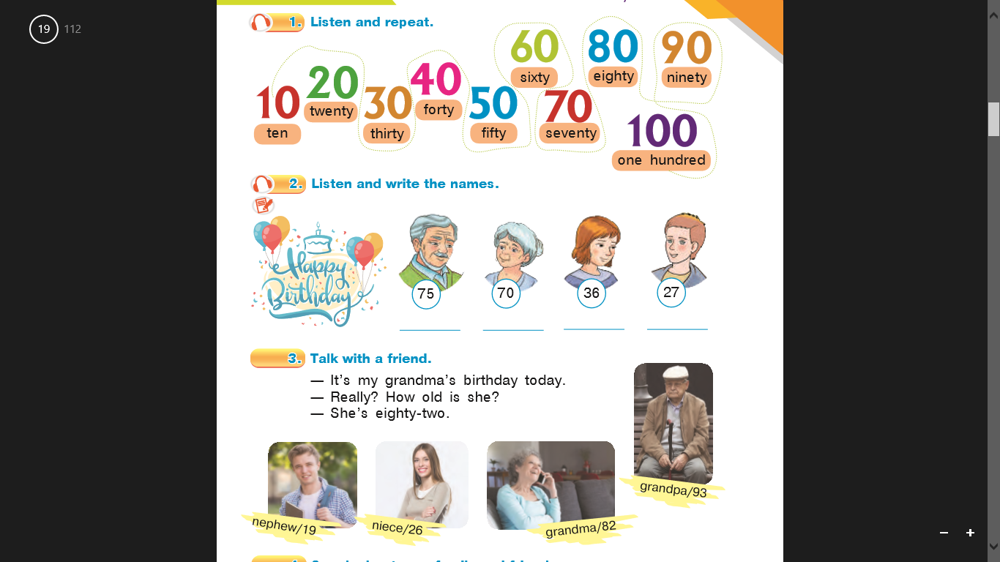 19 112
1. Listen and repeat.
10 20 30 40 50 60 70 80 90 100
ten twenty thirty forty fifty sixty seventy eighty ninety one hundred
2. Listen and write the names.
Happy
Birthday
75 70 36 27
3. Talk with a friend.
— It's my grandma's birthday today.
— Really? How old is she?
— She's eighty-two.
nephew/19 niece/26 grandma/82 grandpa/93